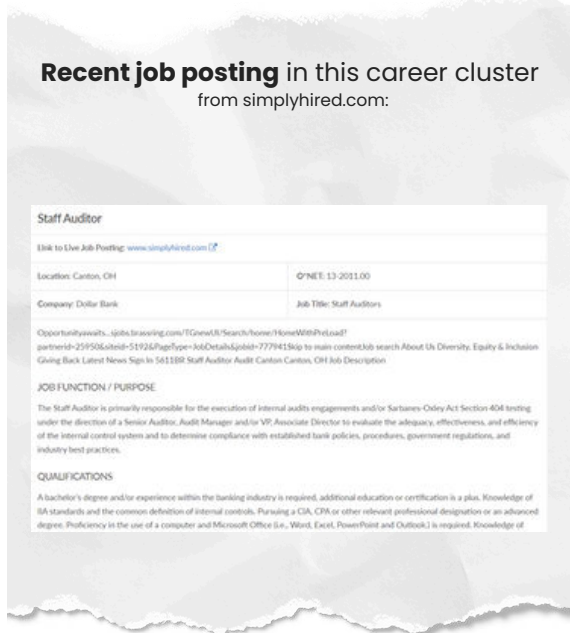 Recent job posting in this career cluster
from simplyhired.com:
Staff Auditor
Link to Live Job Posting: www.simplyhired.com
Location: Canton, OH
O*NET: 13-2011.00
Company: Dollar Bank
Job Title: Staff Auditors
Opportunityawaits...sjobs.brassring.com/TGnewUI/Search/home/HomeWithPreLoad?
partnerid=25950&siteid=5192&PageType=JobDetails&jobid=777941Skip to main contentJob search About Us Diversity, Equity & Inclusion
Giving Back Latest News Sign In 5611BR Staff Auditor Audit Canton Canton, OH Job Description
JOB FUNCTION / PURPOSE
The Staff Auditor is primarily responsible for the execution of internal audits engagements and/or Sarbanes-Oxley Act Section 404 testing
under the direction of a Senior Auditor, Audit Manager and/or VP, Associate Director to evaluate the adequacy, effectiveness, and efficiency
of the internal control system and to determine compliance with established bank policies, procedures, government regulations, and
industry best practices.
QUALIFICATIONS
A bachelor's degree and/or experience within the banking industry is required, additional education or certification is a plus. Knowledge of
IIA standards and the common definition of internal controls. Pursuing a CIA, CPA or other relevant professional designation or an advanced
degree. Proficiency in the use of a computer and Microsoft Office (i.e., Word, Excel, PowerPoint and Outlook.) is required. Knowledge of